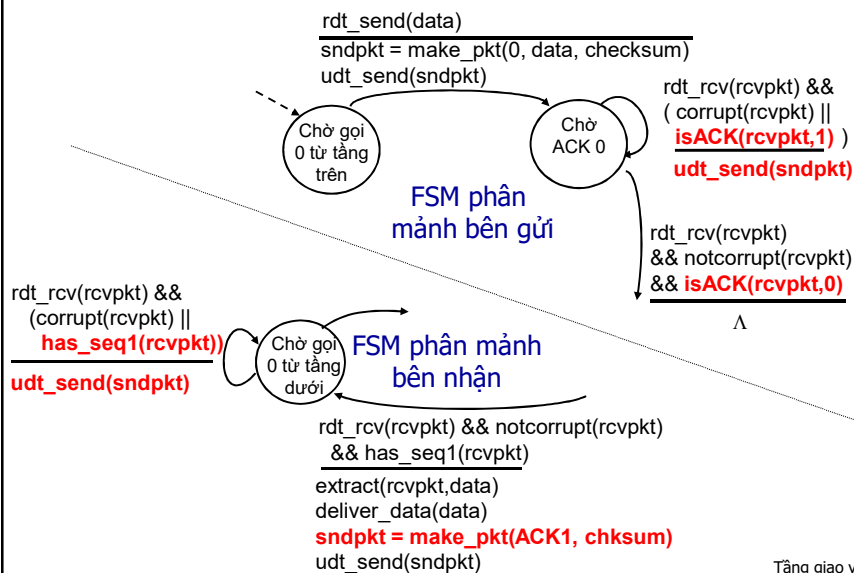 rdt_send(data)
sndpkt = make_pkt(0, data, checksum)
udt_send(sndpkt)
Chờ gọi
0 từ tầng
trên
Chờ
ACK 0
rdt_rcv(rcvpkt) &&
( corrupt(rcvpkt) ||
isACK(rcvpkt,1) )
udt_send(sndpkt)
FSM phân
mảnh bên gửi
rdt_rcv(rcvpkt)
&& notcorrupt(rcvpkt)
&& isACK(rcvpkt,0)
Λ
rdt_rcv(rcvpkt) &&
(corrupt(rcvpkt) ||
has_seq1(rcvpkt))
udt_send(sndpkt)
Chờ gọi
0 từ tầng
dưới
FSM phân mảnh
bên nhận
rdt_rcv(rcvpkt) && notcorrupt(rcvpkt)
&& has_seq1(rcvpkt)
extract(rcvpkt,data)
deliver_data(data)
sndpkt = make_pkt(ACK1, chksum)
udt_send(sndpkt)
Tầng giao